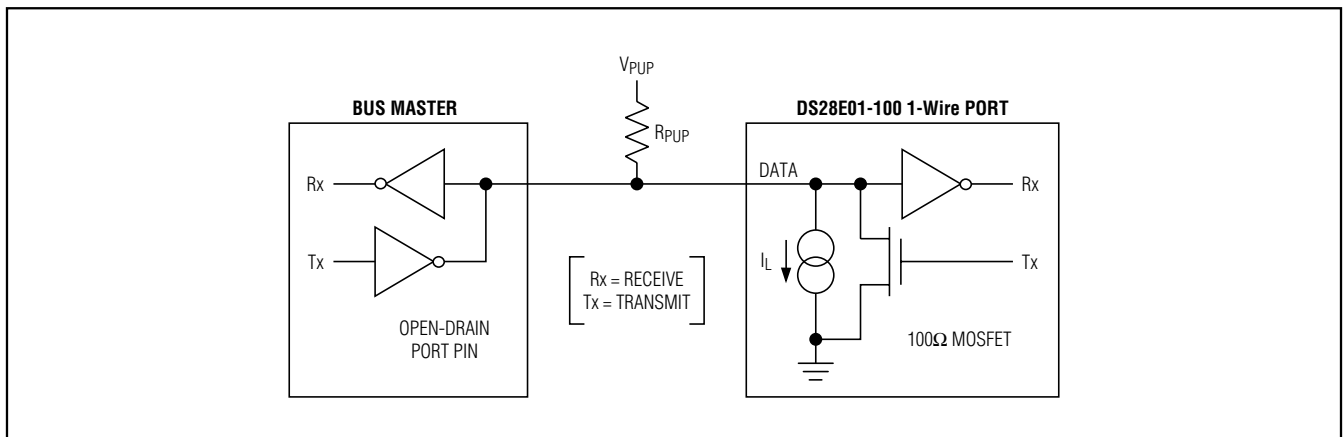 V_PUP
BUS MASTER
DS28E01-100 1-Wire PORT
R_PUP
DATA
Rx
Rx
Tx
I_L
Tx
Rx = RECEIVE
Tx = TRANSMIT
OPEN-DRAIN
PORT PIN
100Ω MOSFET